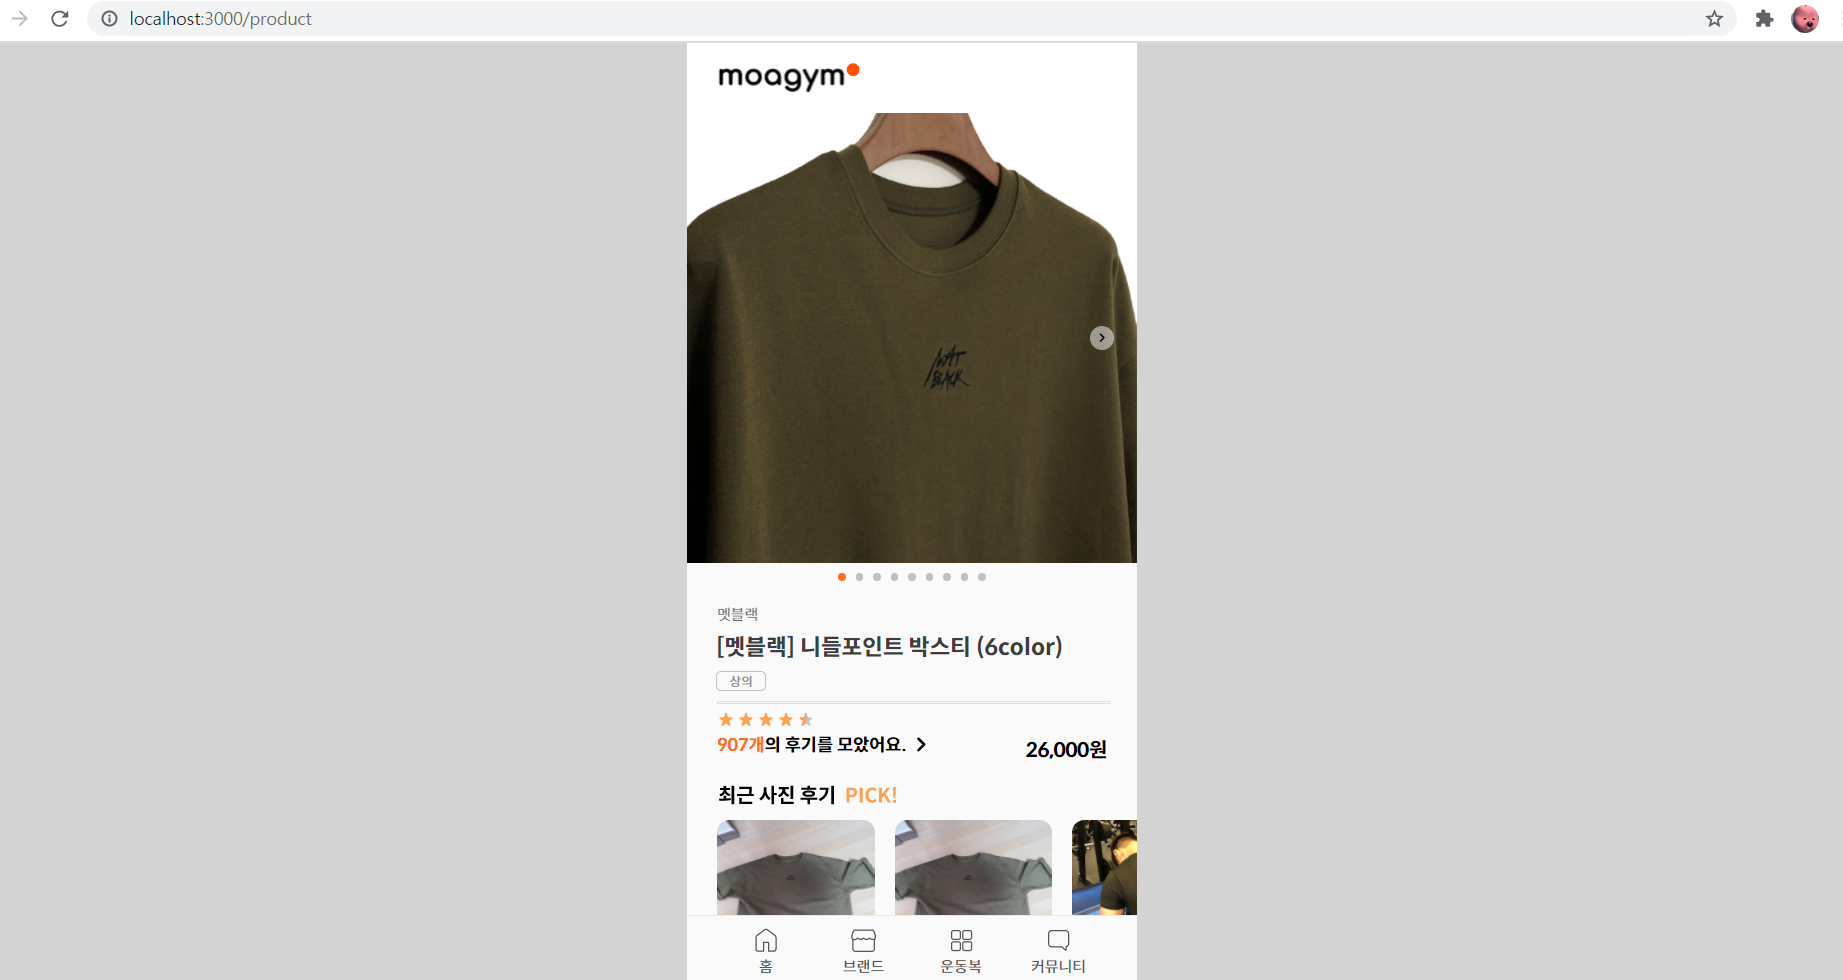 localhost:3000/product
moagym
WAT
BLACK
멧블랙
[멧블랙] 니들포인트 박스티 (6color)
상의
907개의 후기를 모았어요.
26,000원
최근 사진 후기 PICK!
홈
브랜드
운동복
커뮤니티